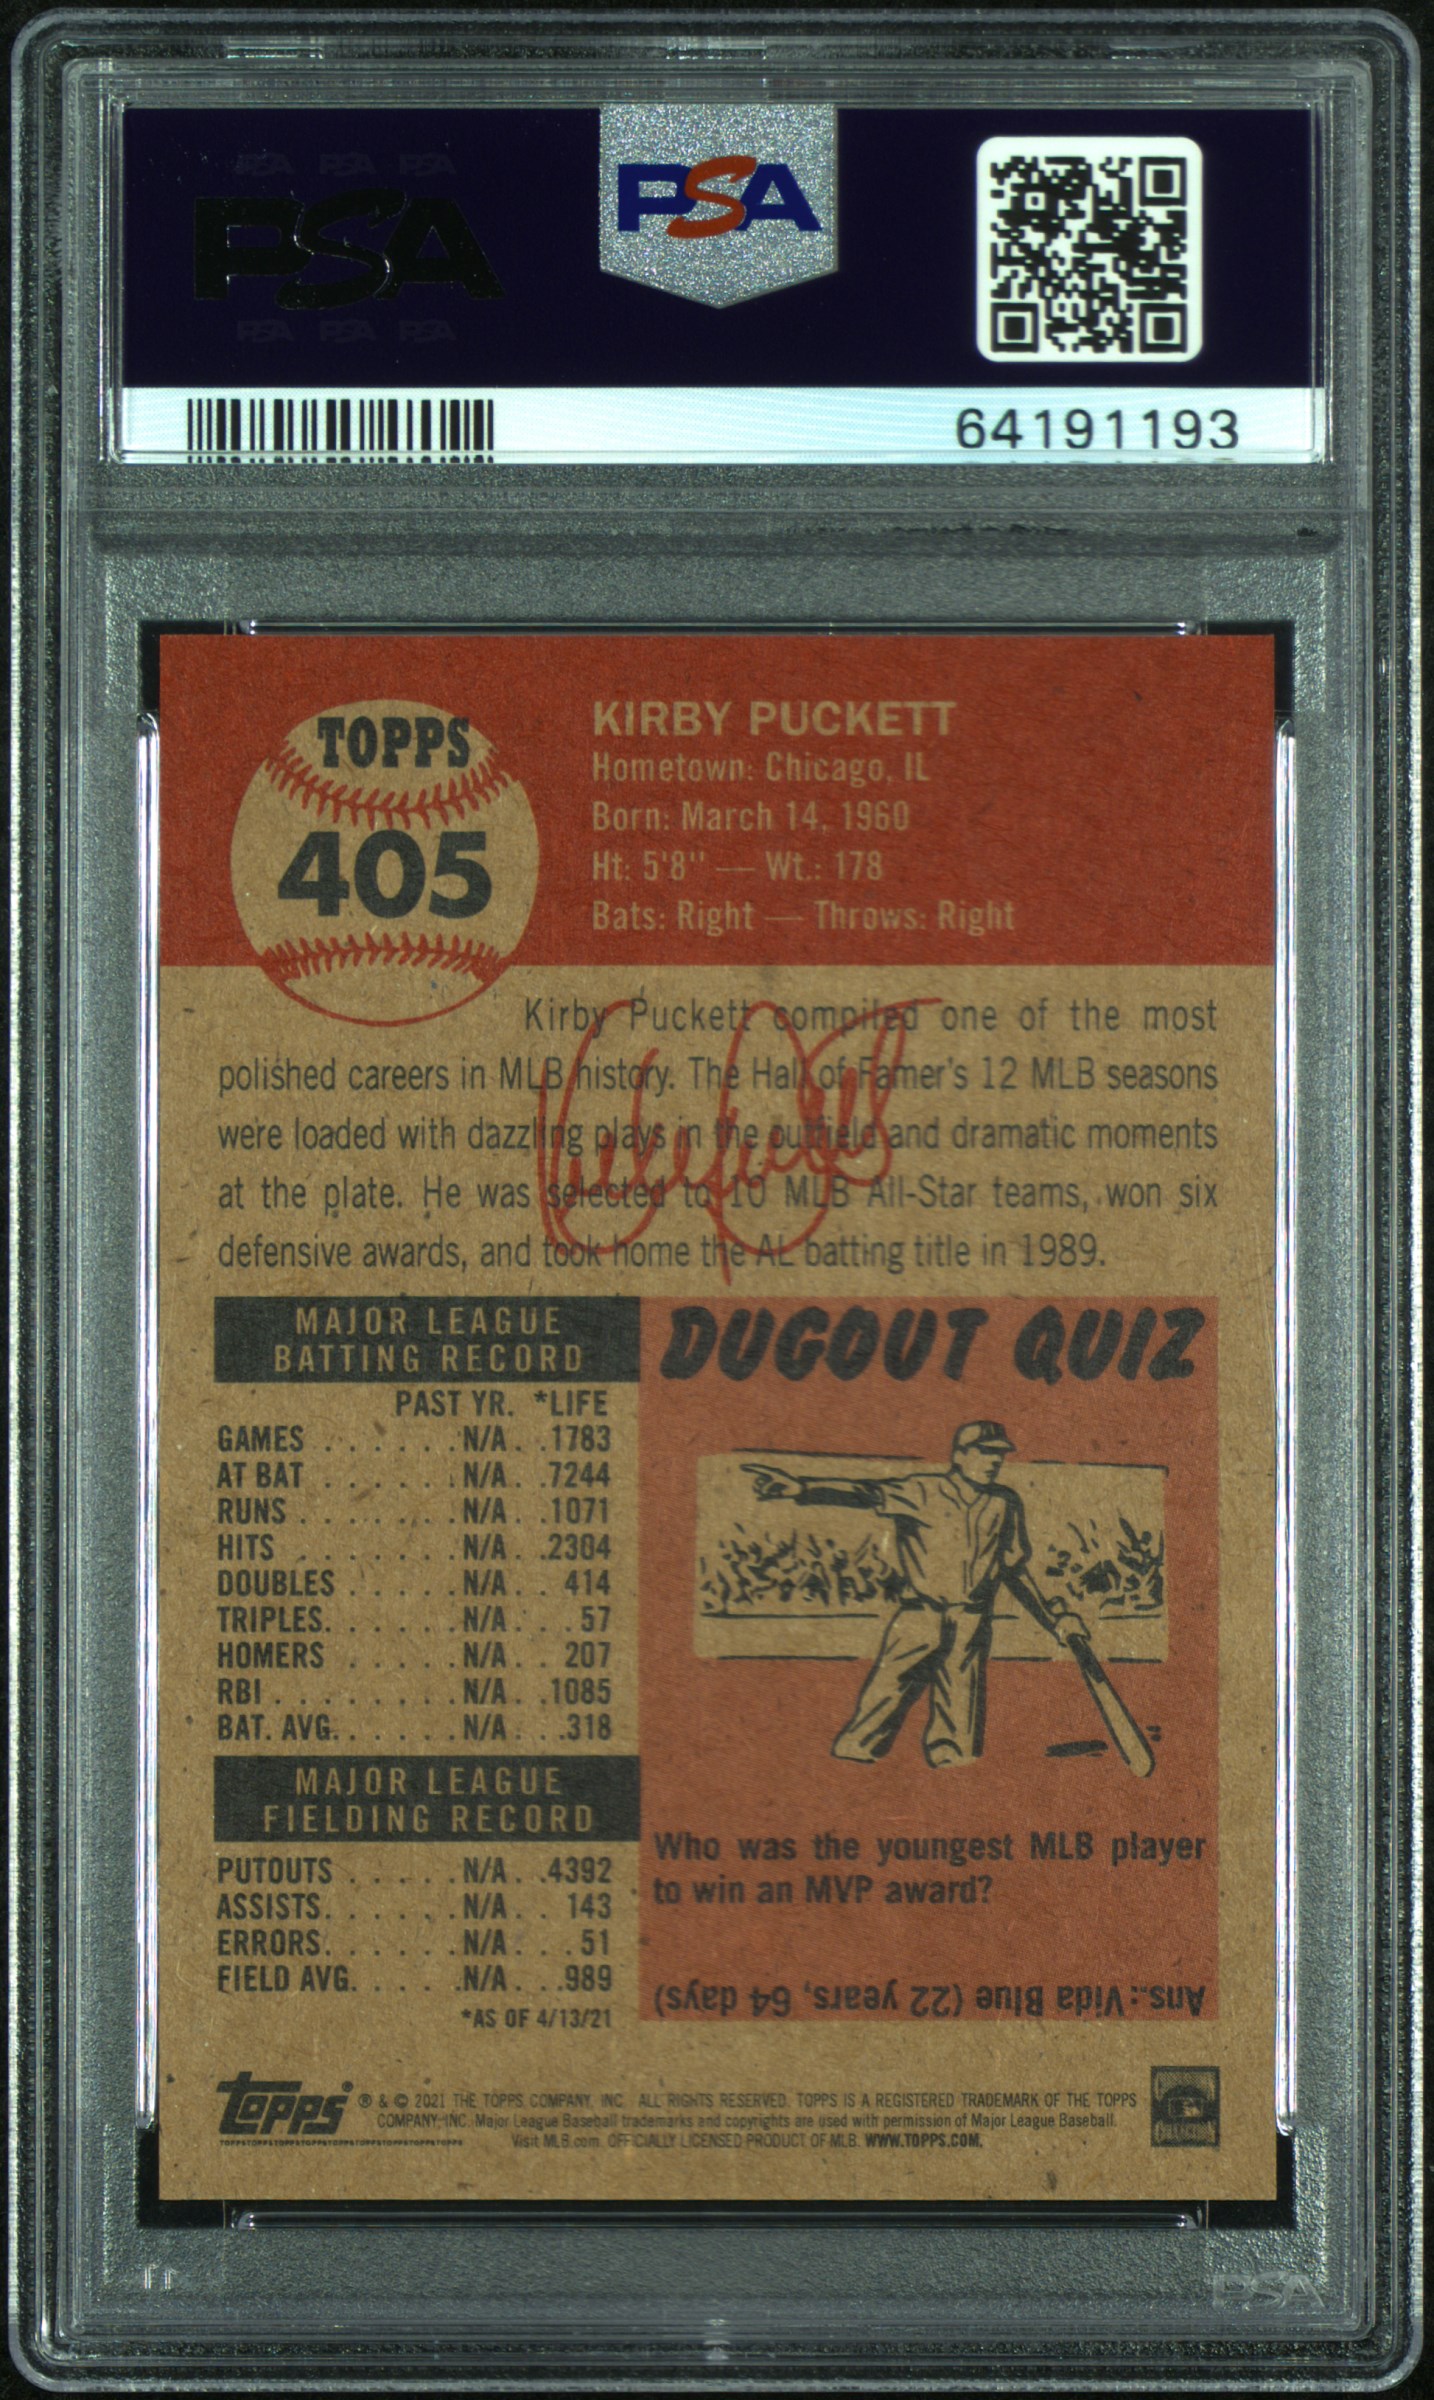 PSA PSA PSA
PSA
PSA PSA PSA
PSA
64191193
TOPPS
405
KIRBY PUCKETT
Hometown: Chicago, IL
Born: March 14, 1960
Ht: 5'8" — Wt.: 178
Bats: Right — Throws: Right
Kirby Puckett compiled one of the most
polished careers in MLB history. The Hall of Famer's 12 MLB seasons
were loaded with dazzling plays in the outfield and dramatic moments
at the plate. He was selected to 10 MLB All-Star teams, won six
defensive awards, and took home the AL batting title in 1989.
MAJOR LEAGUE
BATTING RECORD
PAST YR. *LIFE
GAMES . . . . . . N/A . .1783
AT BAT . . . . . . N/A . .7244
RUNS . . . . . . . N/A . .1071
HITS . . . . . . . N/A . .2304
DOUBLES . . . . . N/A . . 414
TRIPLES. . . . . . N/A . . . 57
HOMERS . . . . . N/A . . 207
RBI . . . . . . . . N/A . .1085
BAT. AVG. . . . . . N/A . . .318
MAJOR LEAGUE
FIELDING RECORD
PUTOUTS . . . . . N/A . .4392
ASSISTS. . . . . . N/A . . 143
ERRORS. . . . . . N/A . . . 51
FIELD AVG. . . . . N/A . . .989
*AS OF 4/13/21
DUGOUT QUIZ
Who was the youngest MLB player
to win an MVP award?
Ans.: Vida Blue (22 years, 64 days)
topps
TOPPSTOPPSTOPPSTOPPSTOPPSTOPPSTOPPSTOPPSTOPPS
® & © 2021 THE TOPPS COMPANY, INC. ALL RIGHTS RESERVED. TOPPS IS A REGISTERED TRADEMARK OF THE TOPPS
COMPANY, INC. Major League Baseball trademarks and copyrights are used with permission of Major League Baseball.
Visit MLB.com. OFFICIALLY LICENSED PRODUCT OF MLB. WWW.TOPPS.COM.
PSA